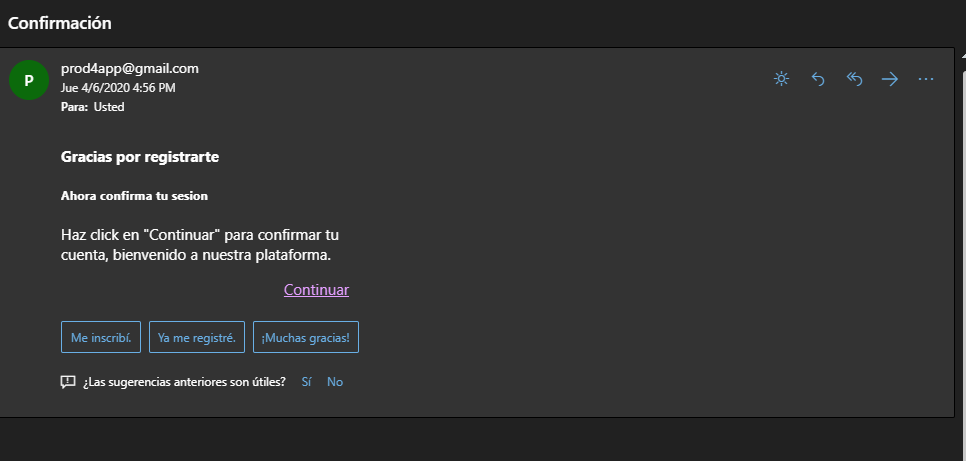 Confirmación
P
prod4app@gmail.com
Jue 4/6/2020 4:56 PM
Para: Usted
Gracias por registrarte
Ahora confirma tu sesion
Haz click en "Continuar" para confirmar tu
cuenta, bienvenido a nuestra plataforma.
Continuar
Me inscribí. Ya me registré. ¡Muchas gracias!
¿Las sugerencias anteriores son útiles? Sí No